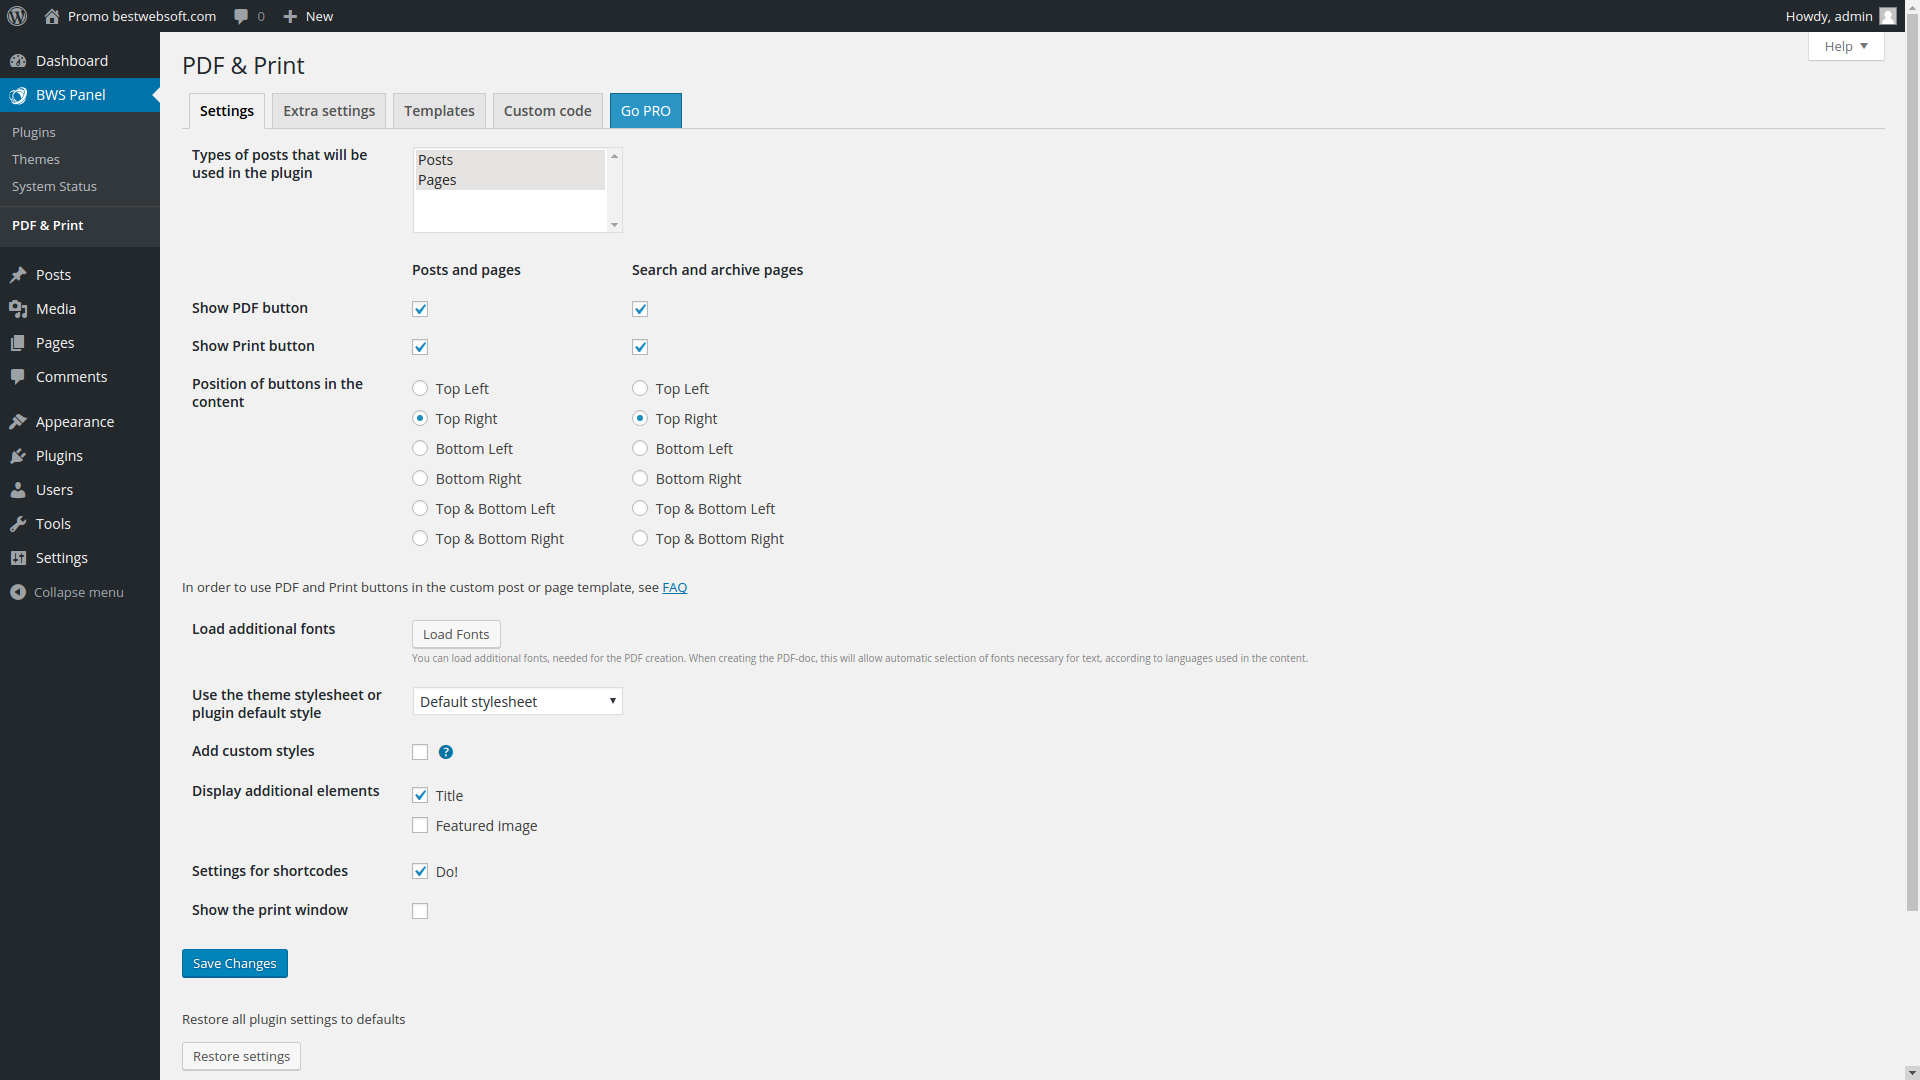 Promo bestwebsoft.com 0 New Howdy, admin
Help
Dashboard
BWS Panel
Plugins
Themes
System Status
PDF & Print
Posts
Media
Pages
Comments
Appearance
Plugins
Users
Tools
Settings
Collapse menu
PDF & Print
Settings Extra settings Templates Custom code Go PRO
Types of posts that will be
used in the plugin
Posts
Pages
Posts and pages Search and archive pages
Show PDF button
Show Print button
Position of buttons in the
content
Top Left Top Left
Top Right Top Right
Bottom Left Bottom Left
Bottom Right Bottom Right
Top & Bottom Left Top & Bottom Left
Top & Bottom Right Top & Bottom Right
In order to use PDF and Print buttons in the custom post or page template, see FAQ
Load additional fonts Load Fonts
You can load additional fonts, needed for the PDF creation. When creating the PDF-doc, this will allow automatic selection of fonts necessary for text, according to languages used in the content.
Use the theme stylesheet or
plugin default style
Default stylesheet
Add custom styles ?
Display additional elements Title
Featured image
Settings for shortcodes Do!
Show the print window
Save Changes
Restore all plugin settings to defaults
Restore settings